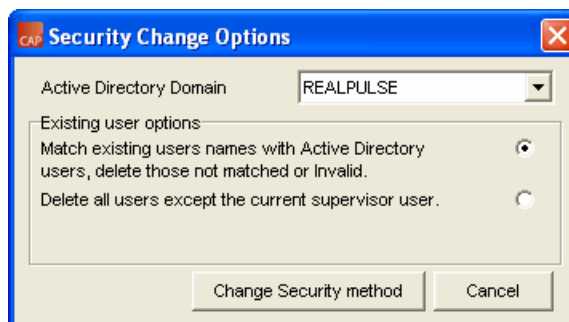 CAP Security Change Options
Active Directory Domain REALPULSE
Existing user options
Match existing users names with Active Directory
users, delete those not matched or Invalid.
Delete all users except the current supervisor user.
Change Security method Cancel